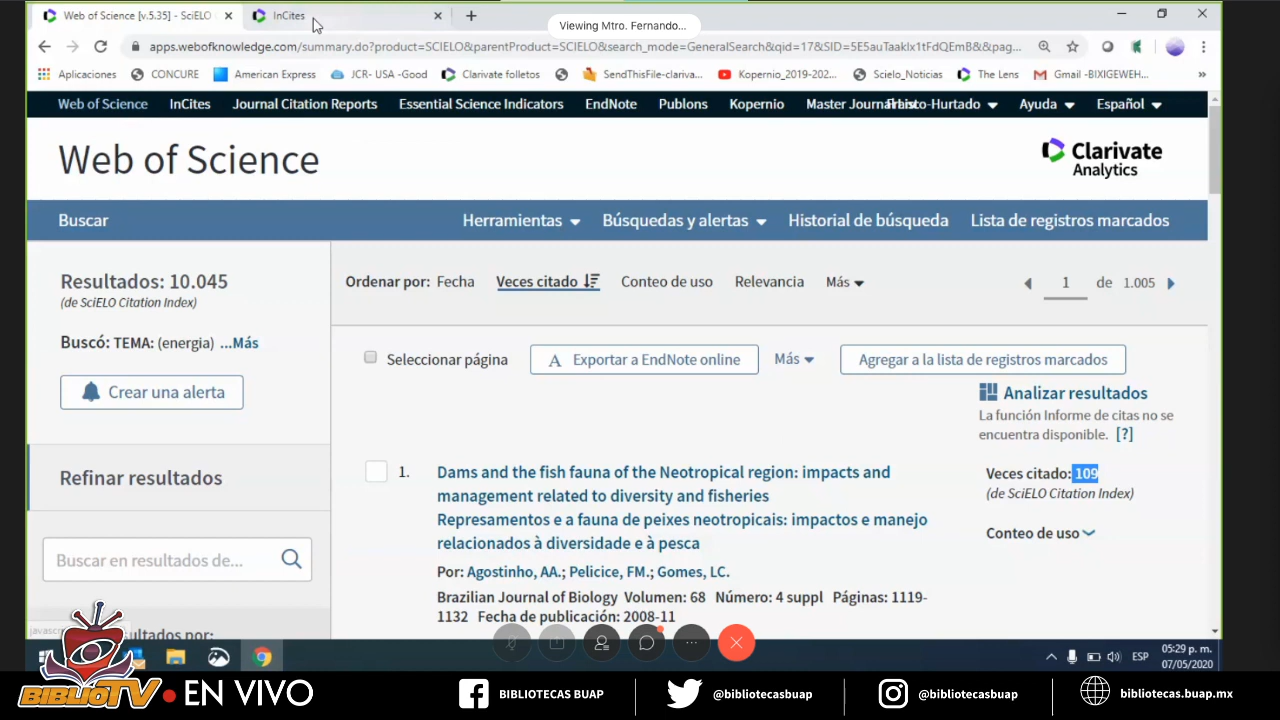 Web of Science [v.5.35] - SciELO
InCites
Viewing Mtro. Fernando...
apps.webofknowledge.com/summary.do?product=SCIELO&parentProduct=SCIELO&search_mode=GeneralSearch&qid=17&SID=5E5auTaaklx1tFdQEmB&&pag...
Aplicaciones
CONCURE
American Express
JCR- USA -Good
Clarivate folletos
SendThisFile-clariva...
Kopernio_2019-202...
Scielo_Noticias
The Lens
Gmail -BIXIGEWEH...
»
Web of Science
InCites
Journal Citation Reports
Essential Science Indicators
EndNote
Publons
Kopernio
Master Journal
-Hurtado
Ayuda
Español
Web of Science
Clarivate
Analytics
Buscar
Herramientas
Búsquedas y alertas
Historial de búsqueda
Lista de registros marcados
Resultados: 10.045
(de SciELO Citation Index)
Buscó: TEMA: (energia) ...Más
Crear una alerta
Refinar resultados
Buscar en resultados de...
javasc
sultados por:
Ordenar por: Fecha Veces citado Conteo de uso Relevancia Más
1 de 1.005
Seleccionar página
Exportar a EndNote online
Más
Agregar a la lista de registros marcados
Analizar resultados
La función Informe de citas no se
encuentra disponible. [?]
1. Dams and the fish fauna of the Neotropical region: impacts and
management related to diversity and fisheries
Represamentos e a fauna de peixes neotropicais: impactos e manejo
relacionados à diversidade e à pesca
Por: Agostinho, AA.; Pelicice, FM.; Gomes, LC.
Brazilian Journal of Biology Volumen: 68 Número: 4 suppl Páginas: 1119-
1132 Fecha de publicación: 2008-11
Veces citado: 109
(de SciELO Citation Index)
Conteo de uso
ESP
05:29 p. m.
07/05/2020
BIBLIOTV
EN VIVO
BIBLIOTECAS BUAP
@bibliotecasbuap
@bibliotecasbuap
bibliotecas.buap.mx